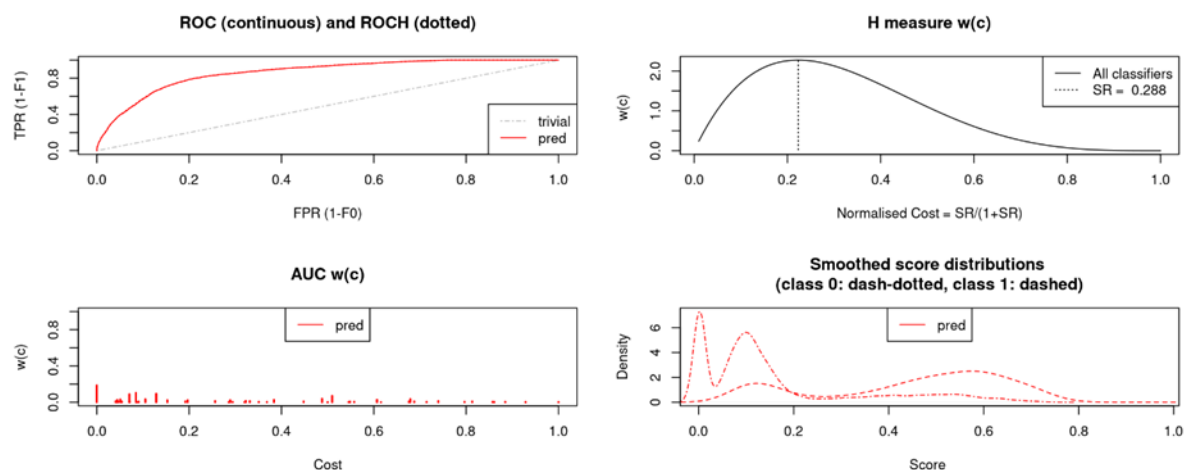 ROC (continuous) and ROCH (dotted)
TPR (1-F1)
0.0 0.4 0.8
trivial
pred
0.0 0.2 0.4 0.6 0.8 1.0
FPR (1-F0)
H measure w(c)
w(c)
0.0 1.0 2.0
All classifiers
SR = 0.288
0.0 0.2 0.4 0.6 0.8 1.0
Normalised Cost = SR/(1+SR)
AUC w(c)
w(c)
0.0 0.4 0.8
pred
0.0 0.2 0.4 0.6 0.8 1.0
Cost
Smoothed score distributions
(class 0: dash-dotted, class 1: dashed)
Density
0 2 4 6
pred
0.0 0.2 0.4 0.6 0.8 1.0
Score